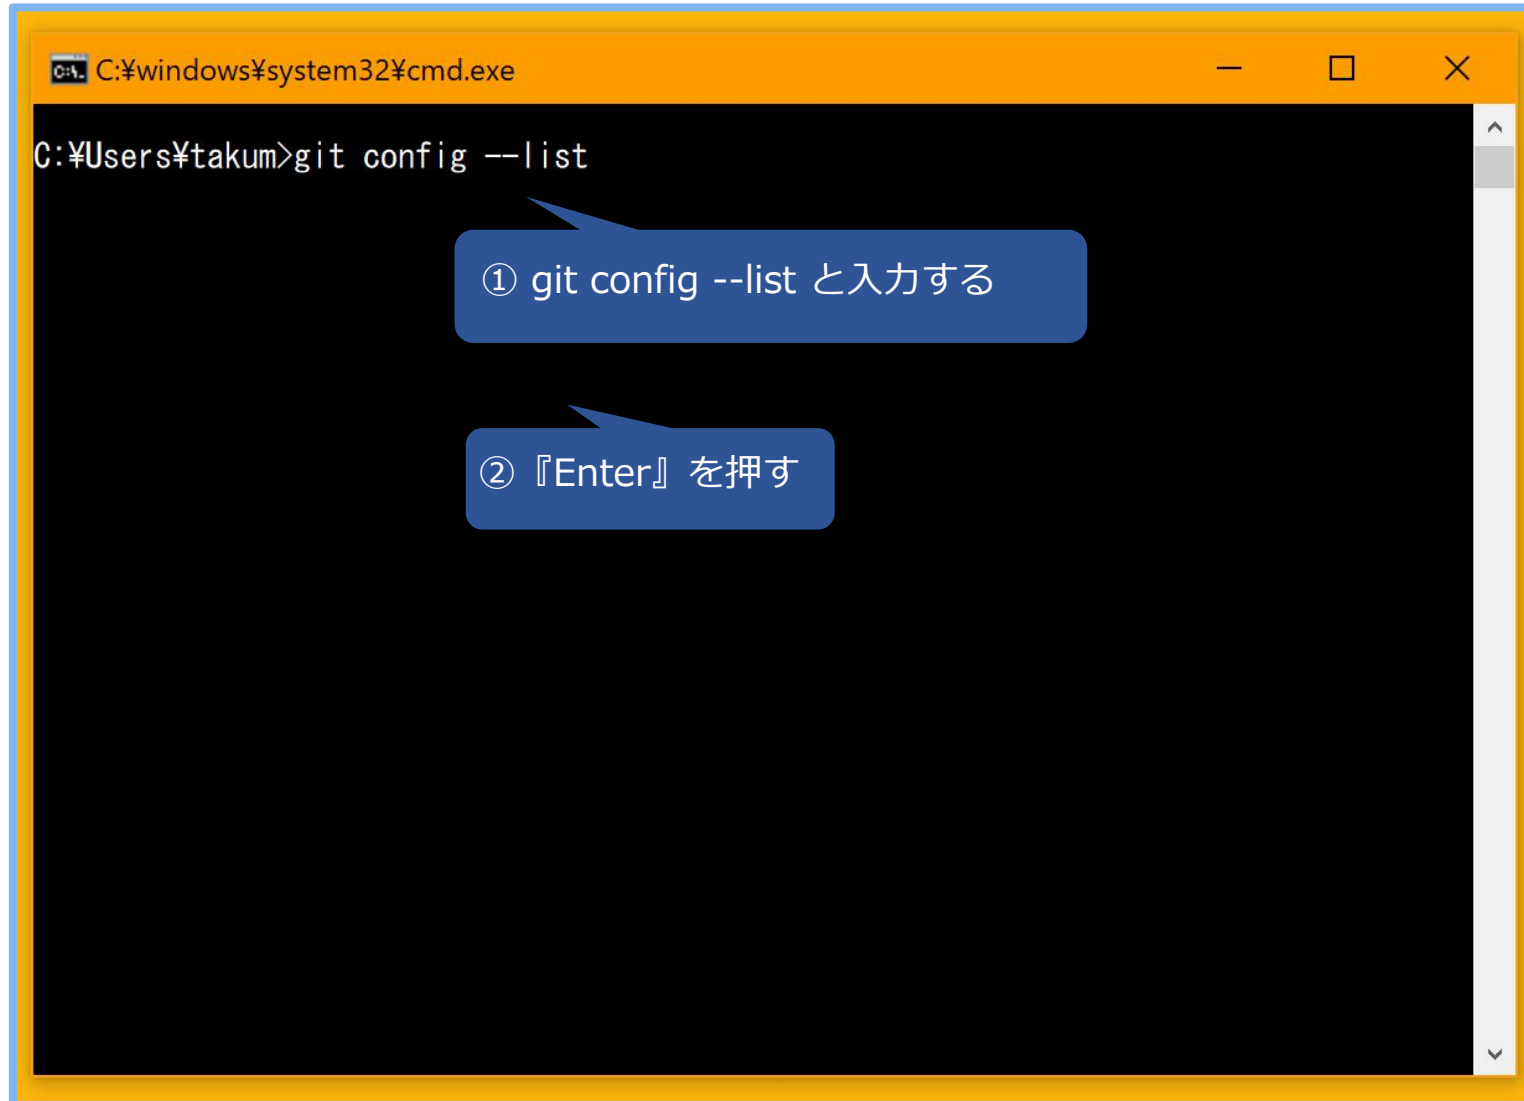 C:¥windows¥system32¥cmd.exe
C:¥Users¥takum>git config --list
① git config --list と入力する
②『Enter』を押す